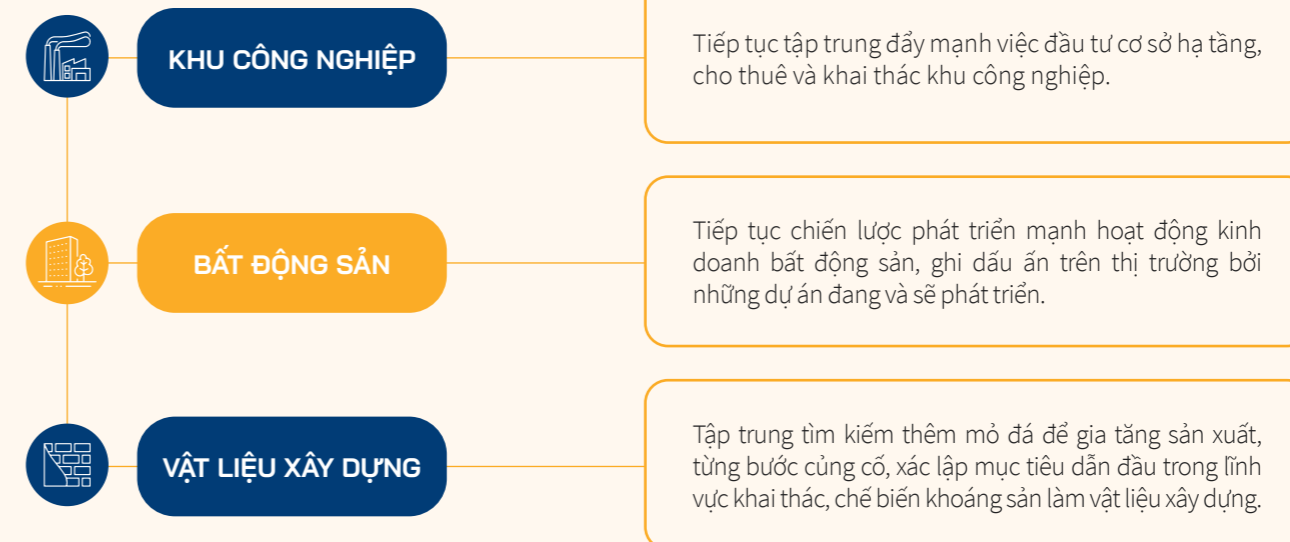 KHU CÔNG NGHIỆP
Tiếp tục tập trung đẩy mạnh việc đầu tư cơ sở hạ tầng,
cho thuê và khai thác khu công nghiệp.
BẤT ĐỘNG SẢN
Tiếp tục chiến lược phát triển mạnh hoạt động kinh
doanh bất động sản, ghi dấu ấn trên thị trường bởi
những dự án đang và sẽ phát triển.
VẬT LIỆU XÂY DỰNG
Tập trung tìm kiếm thêm mỏ đá để gia tăng sản xuất,
từng bước củng cố, xác lập mục tiêu dẫn đầu trong lĩnh
vực khai thác, chế biến khoáng sản làm vật liệu xây dựng.